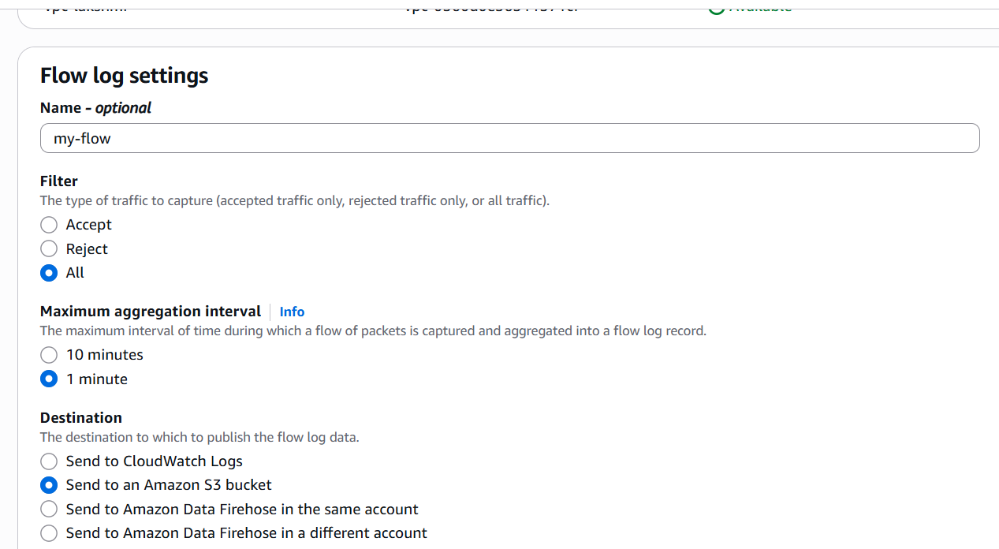 Flow log settings
Name - optional
my-flow
Filter
The type of traffic to capture (accepted traffic only, rejected traffic only, or all traffic).
Accept
Reject
All
Maximum aggregation interval Info
The maximum interval of time during which a flow of packets is captured and aggregated into a flow log record.
10 minutes
1 minute
Destination
The destination to which to publish the flow log data.
Send to CloudWatch Logs
Send to an Amazon S3 bucket
Send to Amazon Data Firehose in the same account
Send to Amazon Data Firehose in a different account